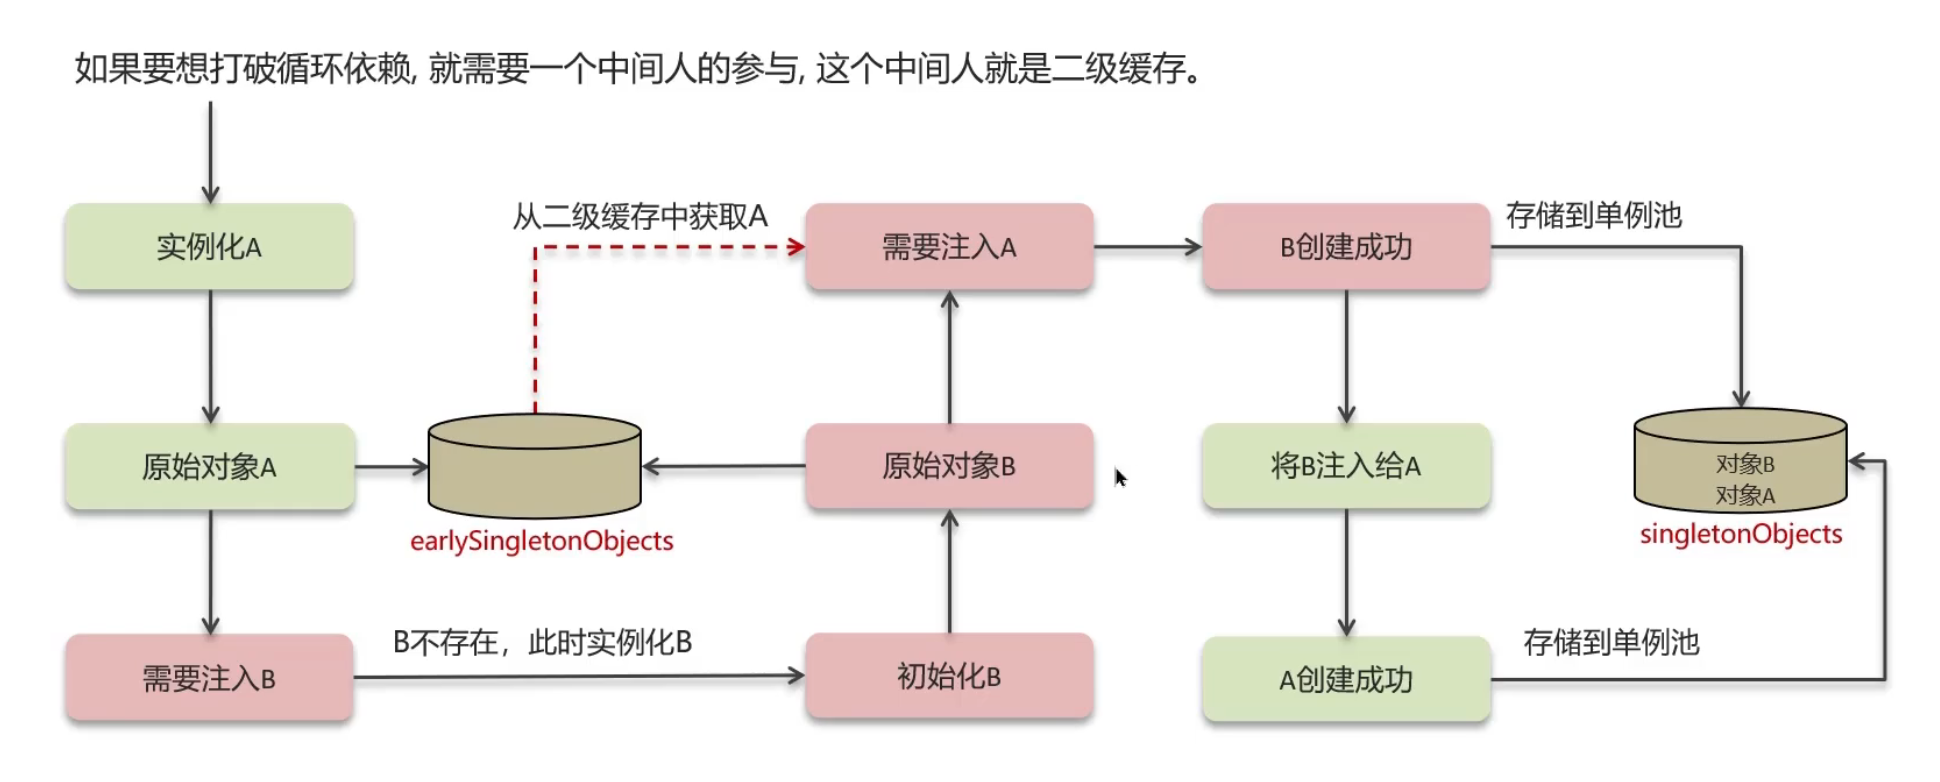 如果要想打破循环依赖, 就需要一个中间人的参与, 这个中间人就是二级缓存。
实例化A
从二级缓存中获取A
需要注入A
B创建成功
存储到单例池
原始对象A
earlySingletonObjects
原始对象B
将B注入给A
对象B
对象A
singletonObjects
需要注入B
B不存在，此时实例化B
初始化B
A创建成功
存储到单例池